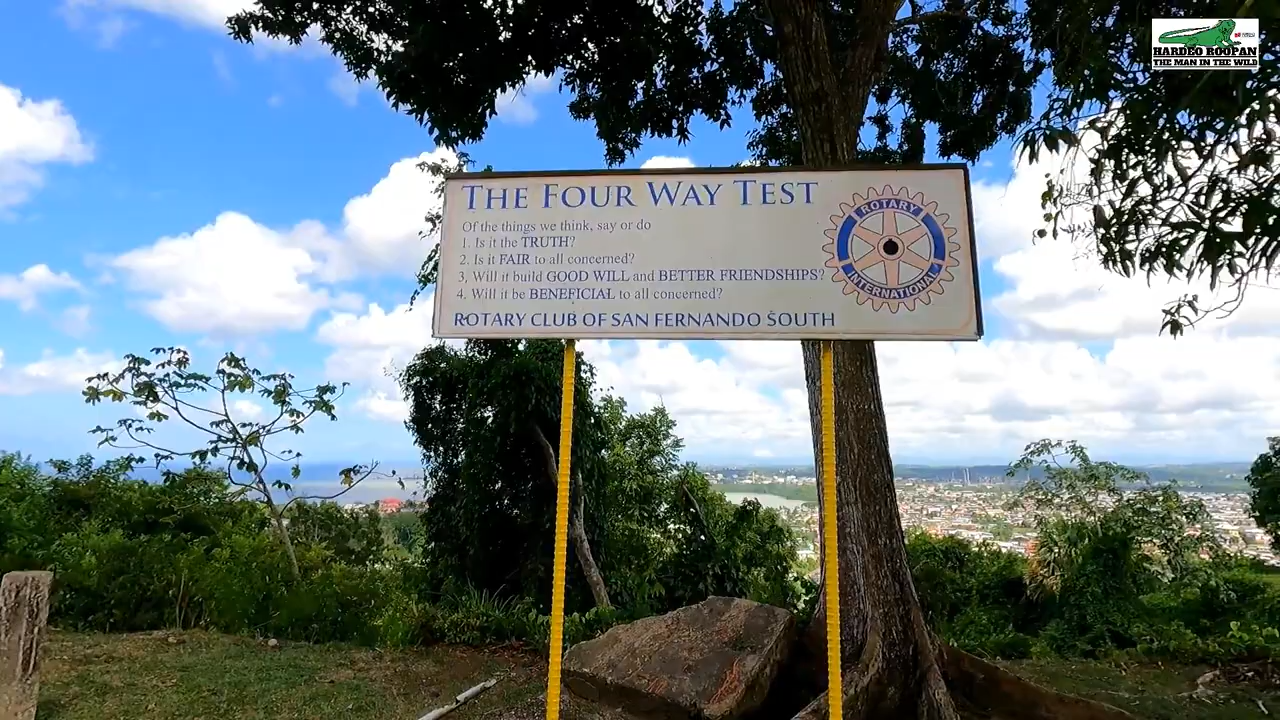 HARDEO ROOPAN
THE MAN IN THE WILD
THE FOUR WAY TEST
Of the things we think, say or do
1. Is it the TRUTH?
2. Is it FAIR to all concerned?
3, Will it build GOOD WILL and BETTER FRIENDSHIPS?
4. Will it be BENEFICIAL to all concerned?
ROTARY CLUB OF SAN FERNANDO SOUTH
ROTARY
INTERNATIONAL